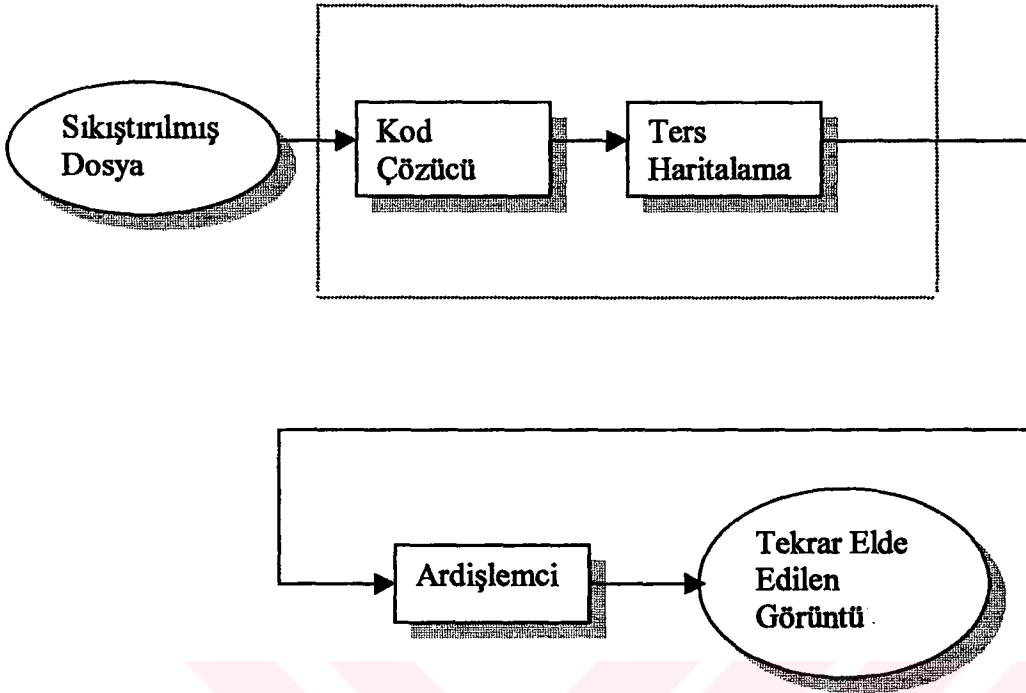 Sıkıştırılmış
Dosya
Kod
Çözücü
Ters
Haritalama
Ardişlemci
Tekrar Elde
Edilen
Görüntü